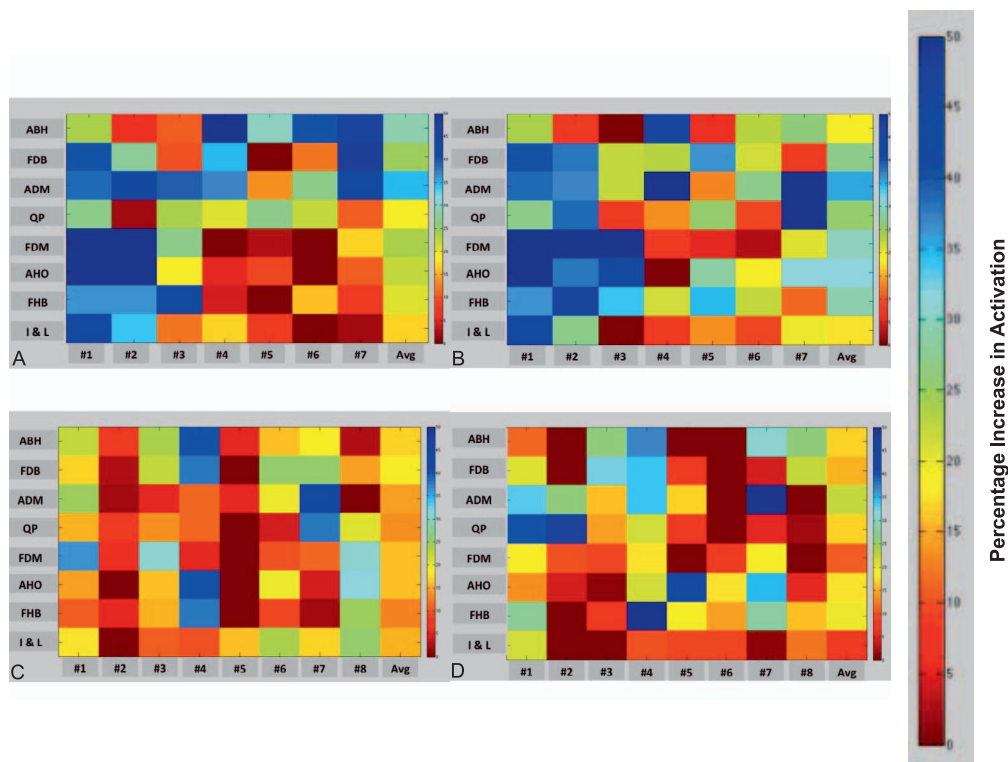 ABH
FDB
ADM
QP
FDM
AHO
FHB
I & L
A
#1 #2 #3 #4 #5 #6 #7 Avg
B
ABH
FDB
ADM
QP
FDM
AHO
FHB
I & L
#1 #2 #3 #4 #5 #6 #7 Avg
ABH
FDB
ADM
QP
FDM
AHO
FHB
I & L
C
#1 #2 #3 #4 #5 #6 #7 #8 Avg
D
ABH
FDB
ADM
QP
FDM
AHO
FHB
I & L
#1 #2 #3 #4 #5 #6 #7 #8 Avg
50
45
40
35
30
25
20
15
10
5
0
Percentage Increase in Activation